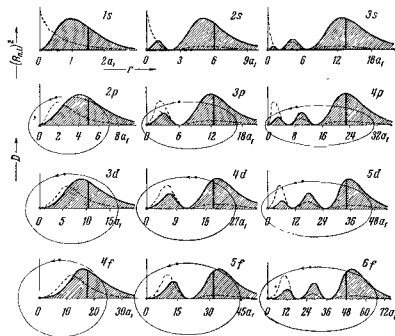 (Rₙ,ₗ)²
D
1s 2s 3s
0 1 2a₁ r 0 3 6 9a₁ 0 6 12 18a₁
2p 3p 4p
0 2 4 6 8a₁ 0 6 12 18a₁ 0 8 16 24 32a₁
3d 4d 5d
0 5 10 15a₁ 0 9 18 27a₁ 0 12 24 36 48a₁
4f 5f 6f
0 10 20 30a₁ 0 15 30 45a₁ 0 12 24 36 48 60 72a₁